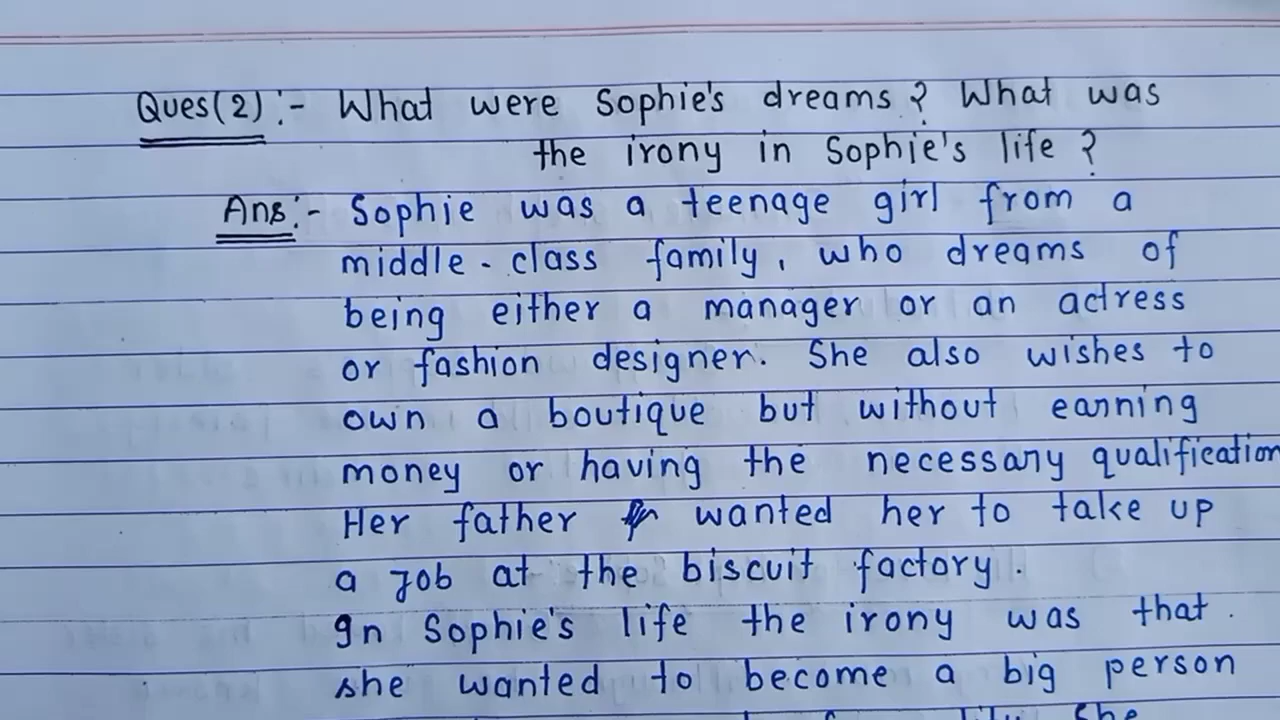 Ques(2):- What were Sophie's dreams? What was
the irony in Sophie's life?
Ans:- Sophie was a teenage girl from a
middle-class family, who dreams of
being either a manager or an actress
or fashion designer. She also wishes to
own a boutique but without earning
money or having the necessary qualification
Her father wanted her to take up
a job at the biscuit factory.
In Sophie's life the irony was that.
she wanted to become a big person
She